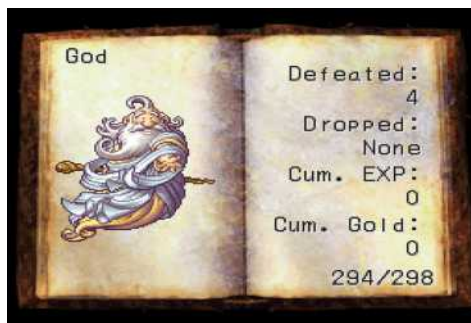 God
Defeated:
4
Dropped:
None
Cum. EXP:
0
Cum. Gold:
0
294/298